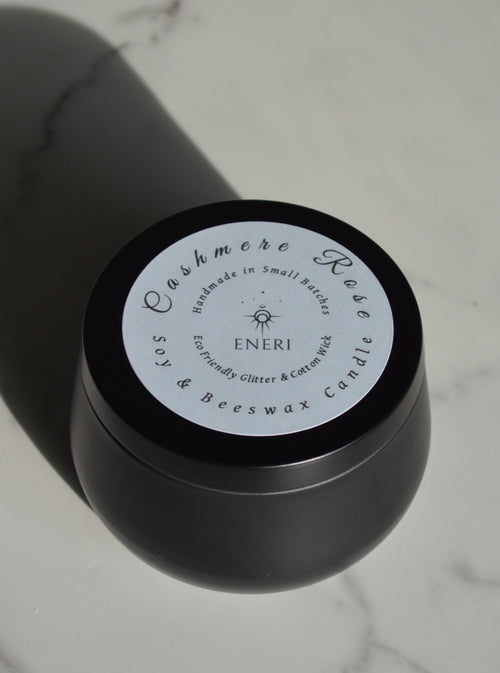 Cashmere Rose
Handmade in Small Batches
ENERI
Eco Friendly Glitter & Cotton Wick
Soy & Beeswax Candle